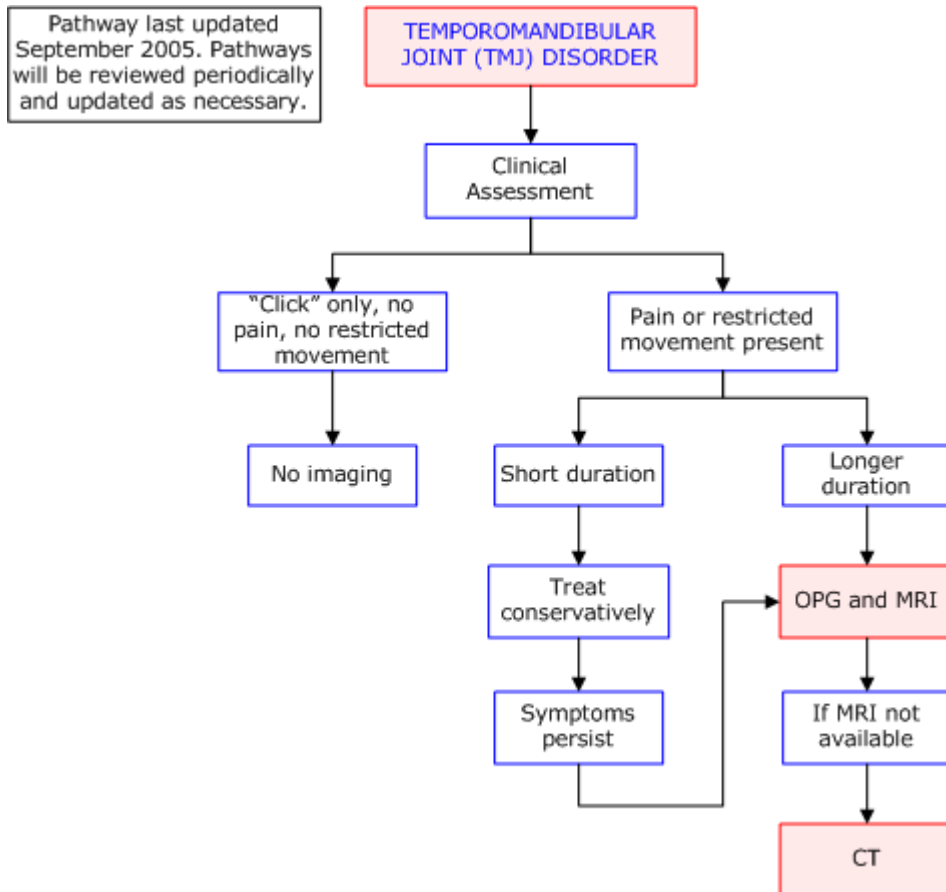 Pathway last updated
September 2005. Pathways
will be reviewed periodically
and updated as necessary.
TEMPOROMANDIBULAR
JOINT (TMJ) DISORDER
Clinical
Assessment
“Click” only, no
pain, no restricted
movement
Pain or restricted
movement present
No imaging
Short duration
Longer
duration
Treat
conservatively
OPG and MRI
Symptoms
persist
If MRI not
available
CT